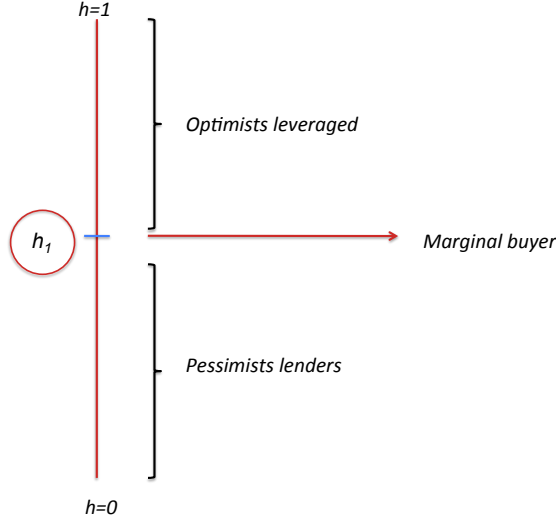 h=1
Optimists leveraged
h1
Marginal buyer
Pessimists lenders
h=0